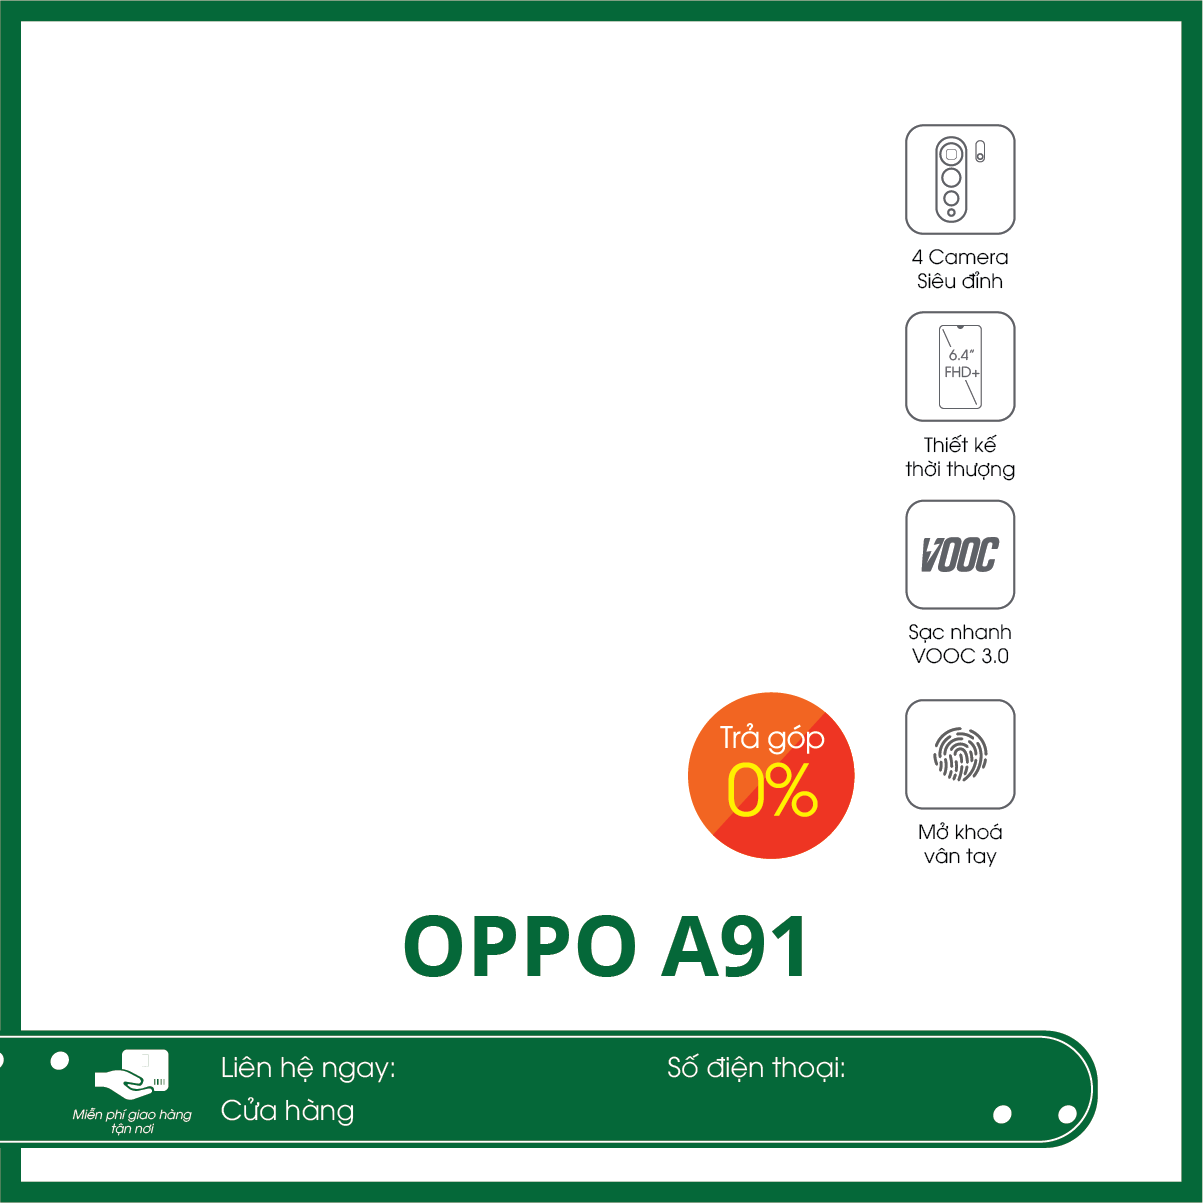 4 Camera
Siêu đỉnh
6.4”
FHD+
Thiết kế
thời thượng
VOOC
Sạc nhanh
VOOC 3.0
Trả góp
0%
Mở khoá
vân tay
OPPO A91
Liên hệ ngay:
Số điện thoại:
Cửa hàng
Miễn phí giao hàng
tận nơi